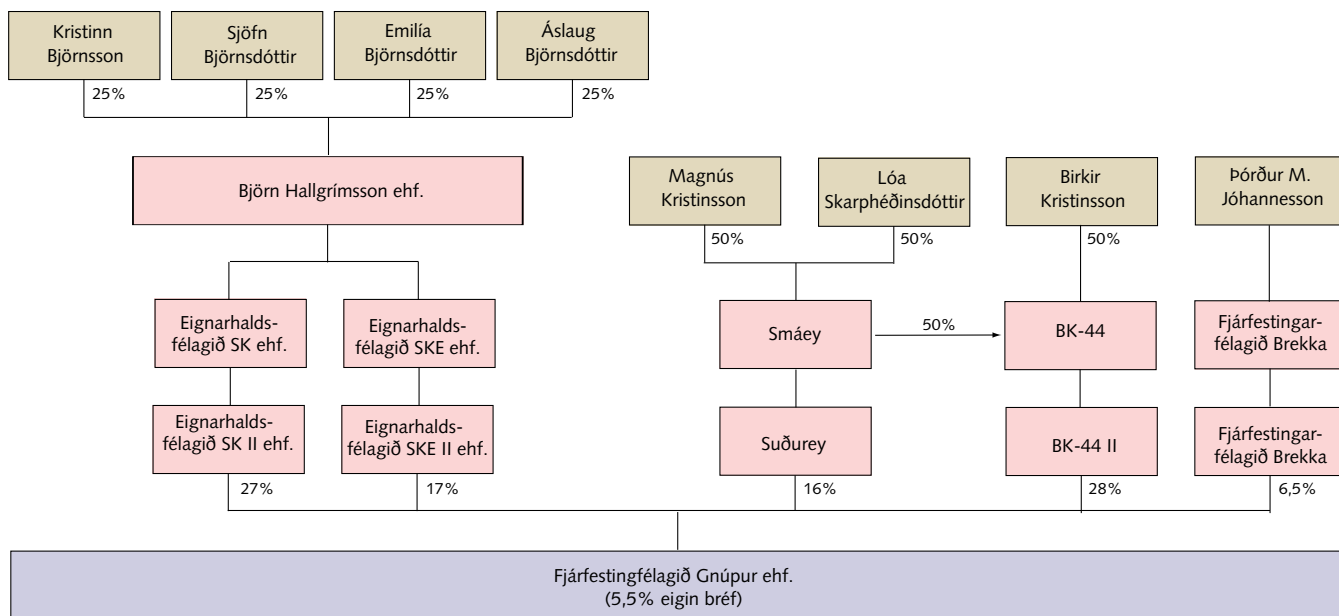 Kristinn
Björnsson
Sjöfn
Björnsdóttir
Emilía
Björnsdóttir
Áslaug
Björnsdóttir
25%
25%
25%
25%
Björn Hallgrímsson ehf.
Magnús
Kristinsson
Lóa
Skarphéðinsdóttir
Birkir
Kristinsson
Þórður M.
Jóhannesson
50%
50%
50%
Eignarhalds-
félagið SK ehf.
Eignarhalds-
félagið SKE ehf.
Smáey
50%
BK-44
Fjárfestingar-
félagið Brekka
Eignarhalds-
félagið SK II ehf.
Eignarhalds-
félagið SKE II ehf.
Suðurey
BK-44 II
Fjárfestingar-
félagið Brekka
27%
17%
16%
28%
6,5%
Fjárfestingfélagið Gnúpur ehf.
(5,5% eigin bréf)